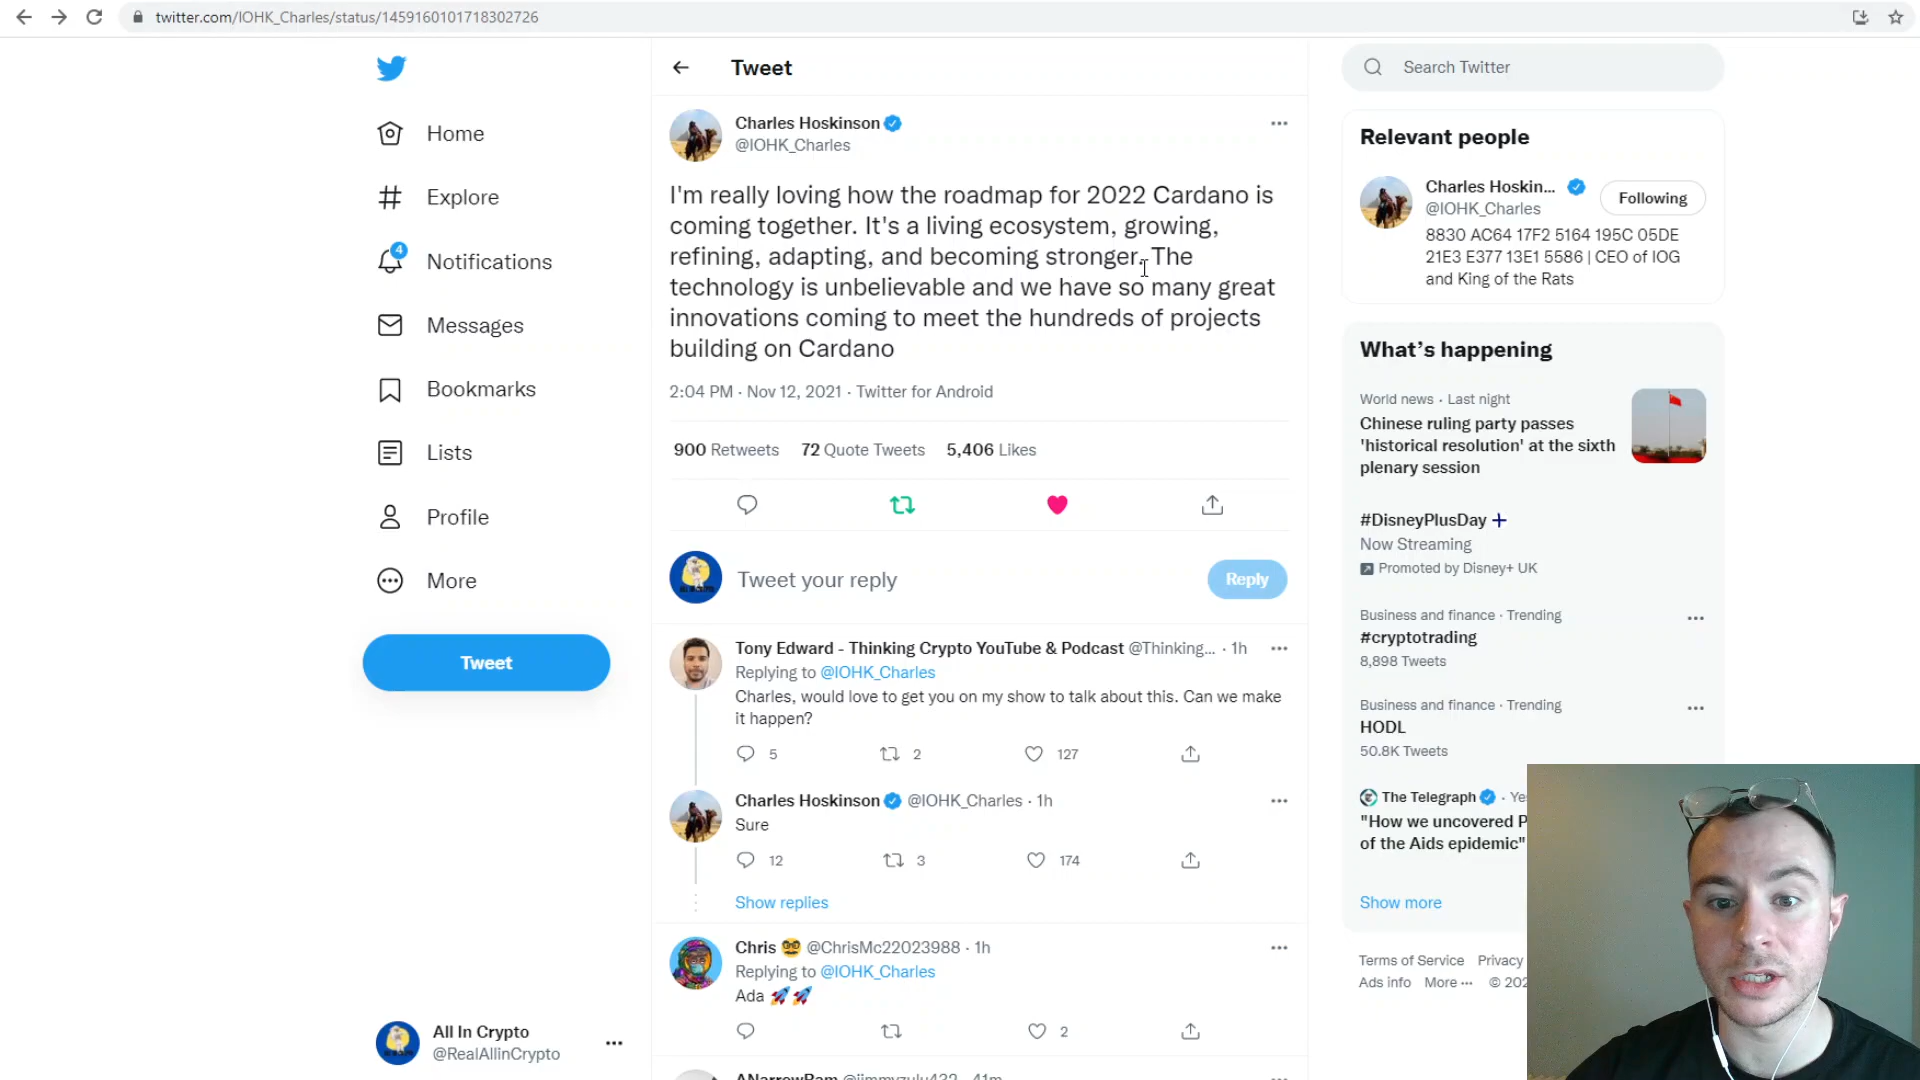 twitter.com/IOHK_Charles/status/1459160101718302726
Home
Explore
4
Notifications
Messages
Bookmarks
Lists
Profile
More
Tweet
All In Crypto
@RealAllinCrypto
Tweet
Charles Hoskinson
@IOHK_Charles
I'm really loving how the roadmap for 2022 Cardano is
coming together. It's a living ecosystem, growing,
refining, adapting, and becoming stronger. The
technology is unbelievable and we have so many great
innovations coming to meet the hundreds of projects
building on Cardano
2:04 PM · Nov 12, 2021 · Twitter for Android
900 Retweets 72 Quote Tweets 5,406 Likes
Tweet your reply
Reply
Tony Edward - Thinking Crypto YouTube & Podcast @Thinking... · 1h
Replying to @IOHK_Charles
Charles, would love to get you on my show to talk about this. Can we make
it happen?
5 2 127
Charles Hoskinson @IOHK_Charles · 1h
Sure
12 3 174
Show replies
Chris 🥸 @ChrisMc22023988 · 1h
Replying to @IOHK_Charles
Ada 🚀🚀
2
Search Twitter
Relevant people
Charles Hoskin...
@IOHK_Charles
Following
8830 AC64 17F2 5164 195C 05DE
21E3 E377 13E1 5586 | CEO of IOG
and King of the Rats
What's happening
World news · Last night
Chinese ruling party passes
'historical resolution' at the sixth
plenary session
#DisneyPlusDay
Now Streaming
Promoted by Disney+ UK
Business and finance · Trending
#cryptotrading
8,898 Tweets
Business and finance · Trending
HODL
50.8K Tweets
The Telegraph
"How we uncovered
of the Aids epidemic"
Show more
Terms of Service Privacy
Ads info More ··· ©